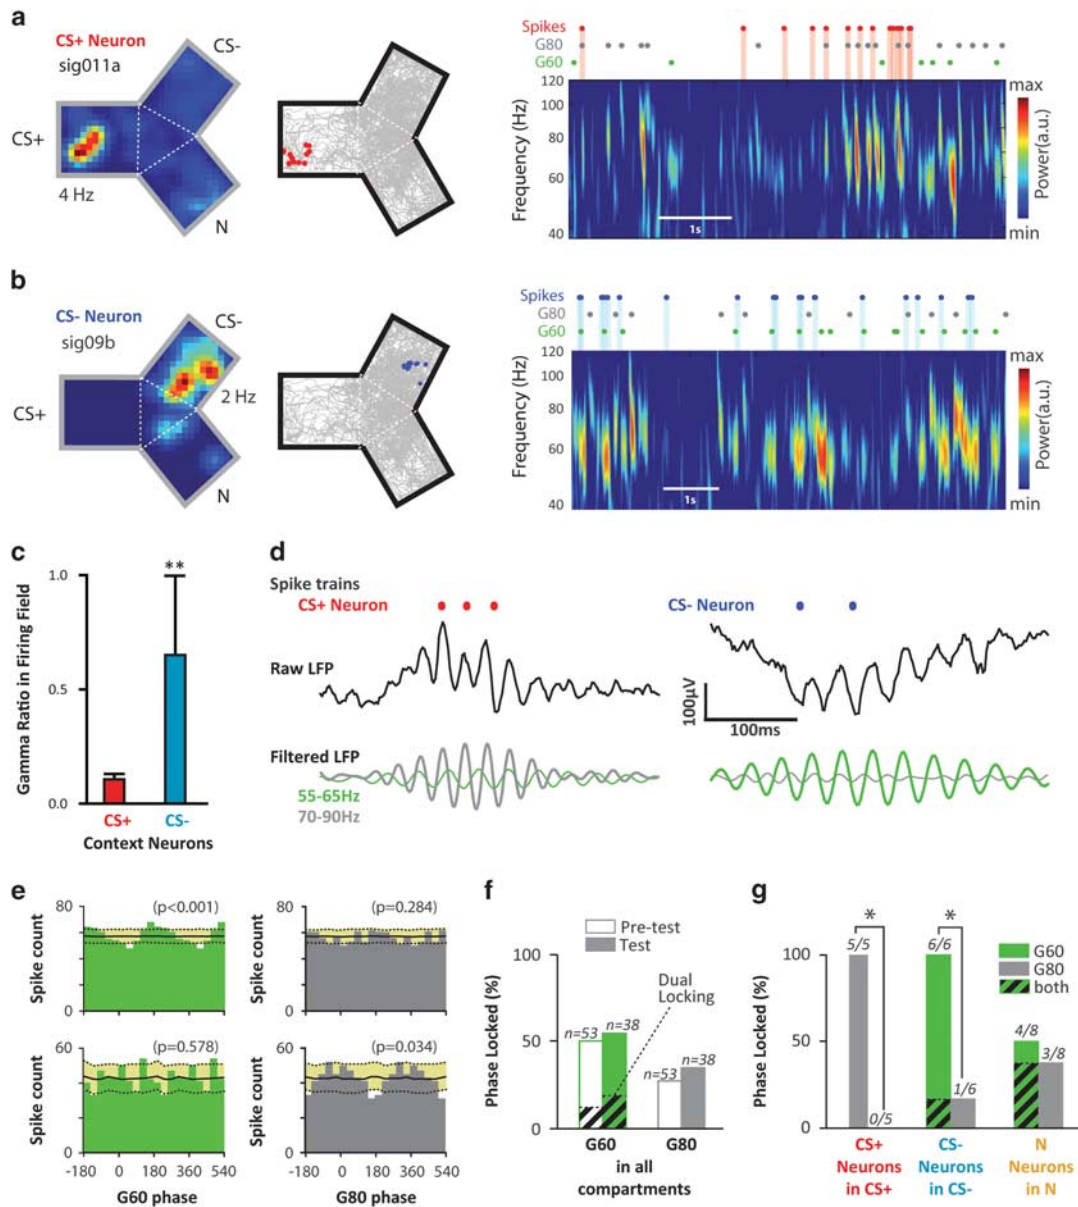 a
CS+ Neuron
sig011a
CS-
CS+
4 Hz
N
Spikes
G80
G60
Frequency (Hz)
120
100
80
60
40
1s
max
Power(a.u.)
min
b
CS- Neuron
sig09b
CS-
CS+
2 Hz
N
Spikes
G80
G60
Frequency (Hz)
120
100
80
60
40
1s
max
Power(a.u.)
min
c
**
Gamma Ratio in Firing Field
1.0
0.5
0.0
CS+
CS-
Context Neurons
d
Spike trains
CS+ Neuron
CS- Neuron
Raw LFP
100μV
100ms
Filtered LFP
55-65Hz
70-90Hz
e
(p<0.001)
(p=0.284)
Spike count
80
0
Spike count
80
0
(p=0.578)
(p=0.034)
Spike count
60
0
Spike count
60
0
-180 0 180 360 540
-180 0 180 360 540
G60 phase
G80 phase
f
Pre-test
Test
Dual
Locking
Phase Locked (%)
100
50
0
n=53
n=38
n=53
n=38
G60
G80
in all
compartments
g
Phase Locked (%)
100
50
0
*
*
5/5
0/5
6/6
1/6
4/8
3/8
G60
G80
both
CS+
Neurons
in CS+
CS-
Neurons
in CS-
N
Neurons
in N